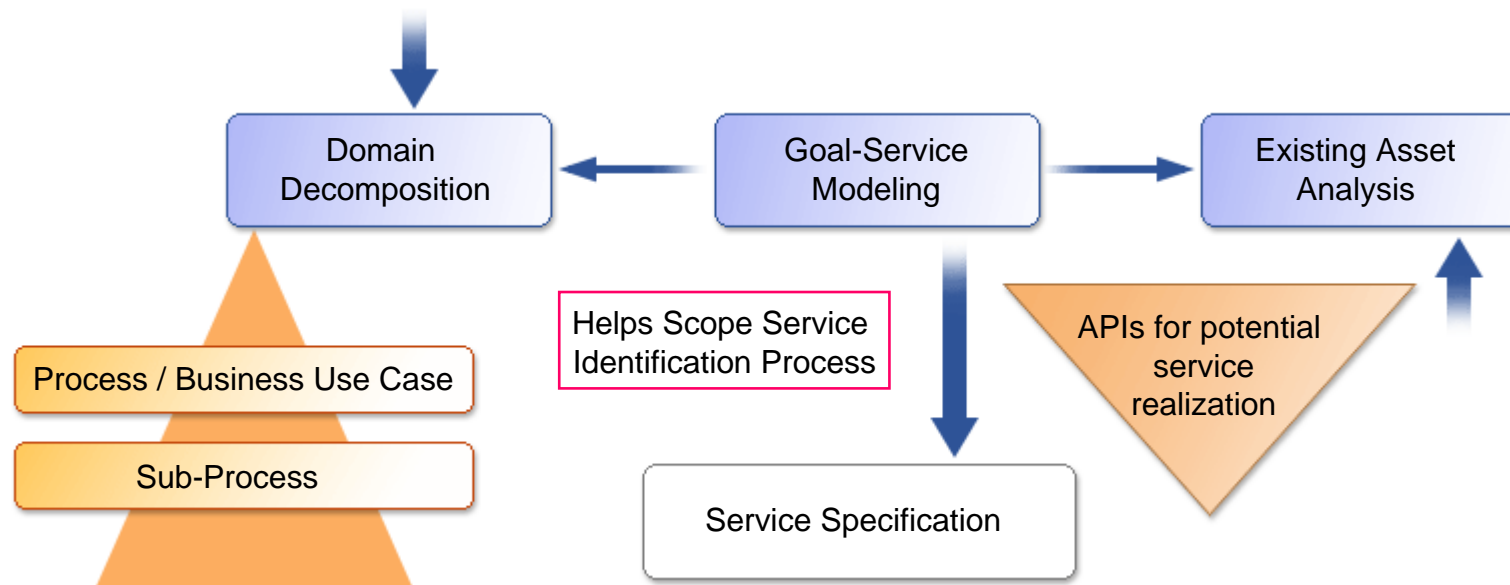 Domain
Decomposition
Goal-Service
Modeling
Existing Asset
Analysis
Helps Scope Service
Identification Process
APIs for potential
service
realization
Process / Business Use Case
Sub-Process
Service Specification